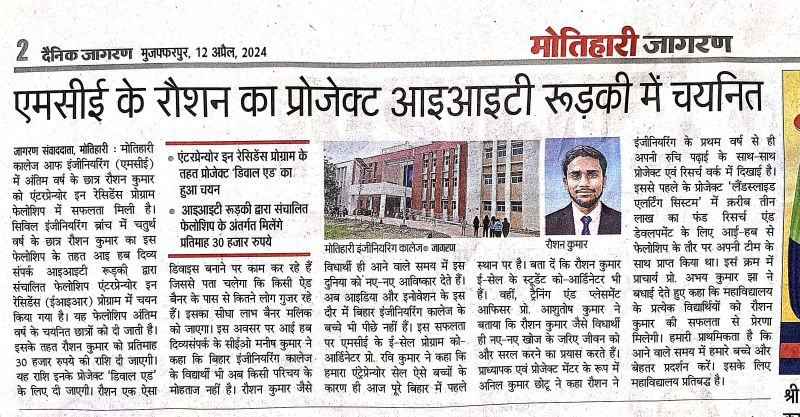 2 दैनिक जागरण मुजफ्फरपुर, 12 अप्रैल, 2024
मोतिहारी जागरण
एमसीई के रौशन का प्रोजेक्ट आइआइटी रूड़की में चयनित
जागरण संवाददाता, मोतिहारी : मोतिहारी
कालेज आफ इंजीनियरिंग (एमसीई)
में अंतिम वर्ष के छात्र रौशन कुमार
को एंटरप्रेन्योर इन रेसिडेंस प्रोग्राम
फेलोशिप में सफलता मिली है।
सिविल इंजीनियरिंग ब्रांच में चतुर्थ
वर्ष के छात्र रौशन कुमार का इस
फेलोशिप के तहत आइ हब दिव्य
संपर्क आइआइटी रूड़की द्वारा
संचालित फेलोशिप एंटरप्रेन्योर इन
रेसिडेंस (इआइआर) प्रोग्राम में चयन
किया गया है। यह फेलोशिप अंतिम
वर्ष के चयनित छात्रों को दी जाता है।
इसके तहत रौशन कुमार को प्रतिमाह
30 हजार रुपये की राशि दी जाएगी।
यह राशि इनके प्रोजेक्ट 'डिवाल एड'
के लिए दी जाएगी। रौशन एक ऐसा
• एंटरप्रेन्योर इन रेसिडेंस प्रोग्राम के
तहत प्रोजेक्ट 'डिवाल एड' का
हुआ चयन
• आइआइटी रूड़की द्वारा संचालित
फेलोशिप के अंतर्गत मिलेंगे
प्रतिमाह 30 हजार रुपये
डिवाइस बनाने पर काम कर रहे हैं
जिससे पता चलेगा कि किसी ऐड
बैनर के पास से कितने लोग गुजर रहे
हैं। इसका सीधा लाभ बैनर मलिक
को जाएगा। इस अवसर पर आई हब
दिव्यसंपर्क के सीईओ मनीष कुमार ने
कहा कि बिहार इंजीनियरिंग कालेज
के विद्यार्थी भी अब किसी परिचय के
मोहताज नहीं है। रौशन कुमार जैसे
मोतिहारी इंजीनियरिंग कालेज● जागरण
रौशन कुमार
विद्यार्थी ही आने वाले समय में इस
दुनिया को नए-नए आविष्कार देते हैं।
अब आइडिया और इनोवेशन के इस
दौर में बिहार इंजीनियरिंग कालेज के
बच्चे भी पीछे नहीं हैं। इस सफलता
पर एमसीई के ई-सेल प्रोग्राम को-
आर्डिनेटर प्रो. रवि कुमार ने कहा कि
हमारा एंट्रेप्रेन्योर सेल ऐसे बच्चों के
कारण ही आज पूरे बिहार में पहले
स्थान पर है। बता दें कि रौशन कुमार
ई-सेल के स्टूडेंट को-आर्डिनेटर भी
हैं। वहीं, ट्रैनिंग एंड प्लेसमेंट
आफिसर प्रो. आशुतोष कुमार ने
बताया कि रौशन कुमार जैसे विद्यार्थी
ही नए-नए खोज के जरिए जीवन को
और सरल करने का प्रयास करते हैं।
प्राध्यापक एवं प्रोजेक्ट मेंटर के रूप में
अनिल कुमार छोटू ने कहा रौशन ने
इंजीनियरिंग के प्रथम वर्ष से ही
अपनी रुचि पढ़ाई के साथ-साथ
प्रोजेक्ट एवं रिसर्च वर्क में दिखाई है।
इससे पहले के प्रोजेक्ट 'लैंडस्लाइड
एलर्टिंग सिस्टम' में क़रीब तीन
लाख का फंड रिसर्च एंड
डेवलपमेंट के लिए आई-हब से
फेलोशिप के तौर पर अपनी टीम के
साथ प्राप्त किया था। इस क्रम में
प्राचार्य प्रो. अभय कुमार झा ने
बधाई देते हुए कहा कि महाविद्यालय
के प्रत्येक विद्यार्थियों को रौशन
कुमार की सफलता से प्रेरणा
मिलेगी। हमारी प्राथमिकता है कि
आने वाले समय में हमारे बच्चे और
बेहतर प्रदर्शन करें। इसके लिए
महाविद्यालय प्रतिबद्ध है।
श्री